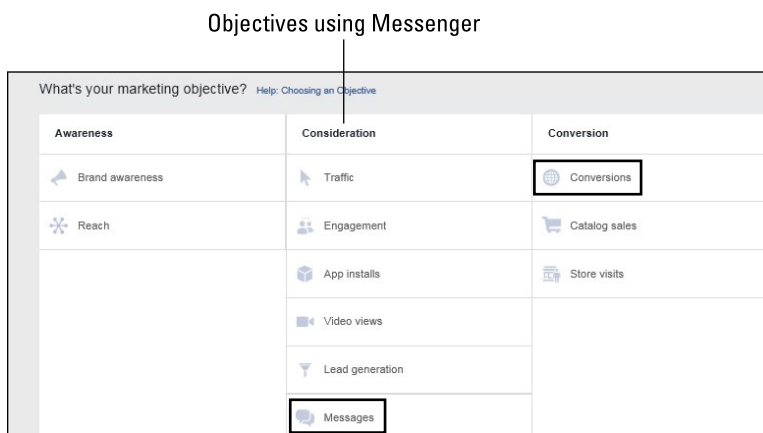 Objectives using Messenger
What's your marketing objective? Help: Choosing an Objective
Awareness
Brand awareness
Reach
Consideration
Traffic
Engagement
App installs
Video views
Lead generation
Messages
Conversion
Conversions
Catalog sales
Store visits